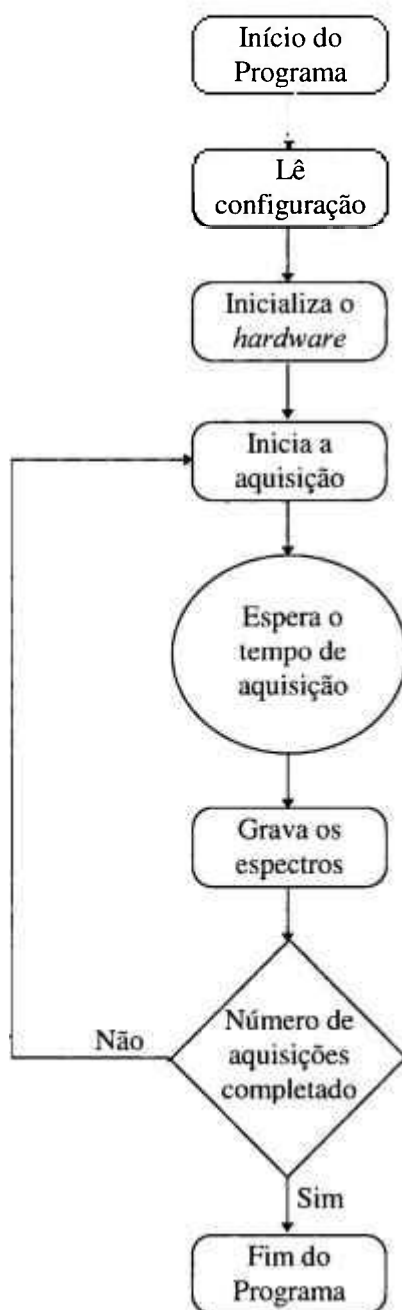 Início do
Programa
Lê
configuração
Inicializa o
hardware
Inicia a
aquisição
Espera o
tempo de
aquisição
Grava os
espectros
Número de
aquisições
completado
Não
Sim
Fim do
Programa